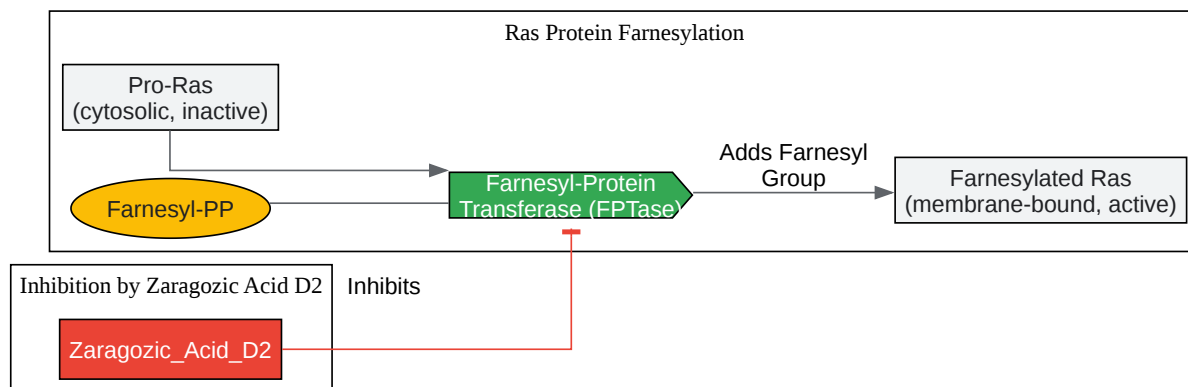 Ras Protein Farnesylation
Pro-Ras
(cytosolic, inactive)
Farnesyl-PP
Farnesyl-Protein
Transferase (FPTase)
Adds Farnesyl
Group
Farnesylated Ras
(membrane-bound, active)
Inhibition by Zaragozic Acid D2
Inhibits
Zaragozic_Acid_D2